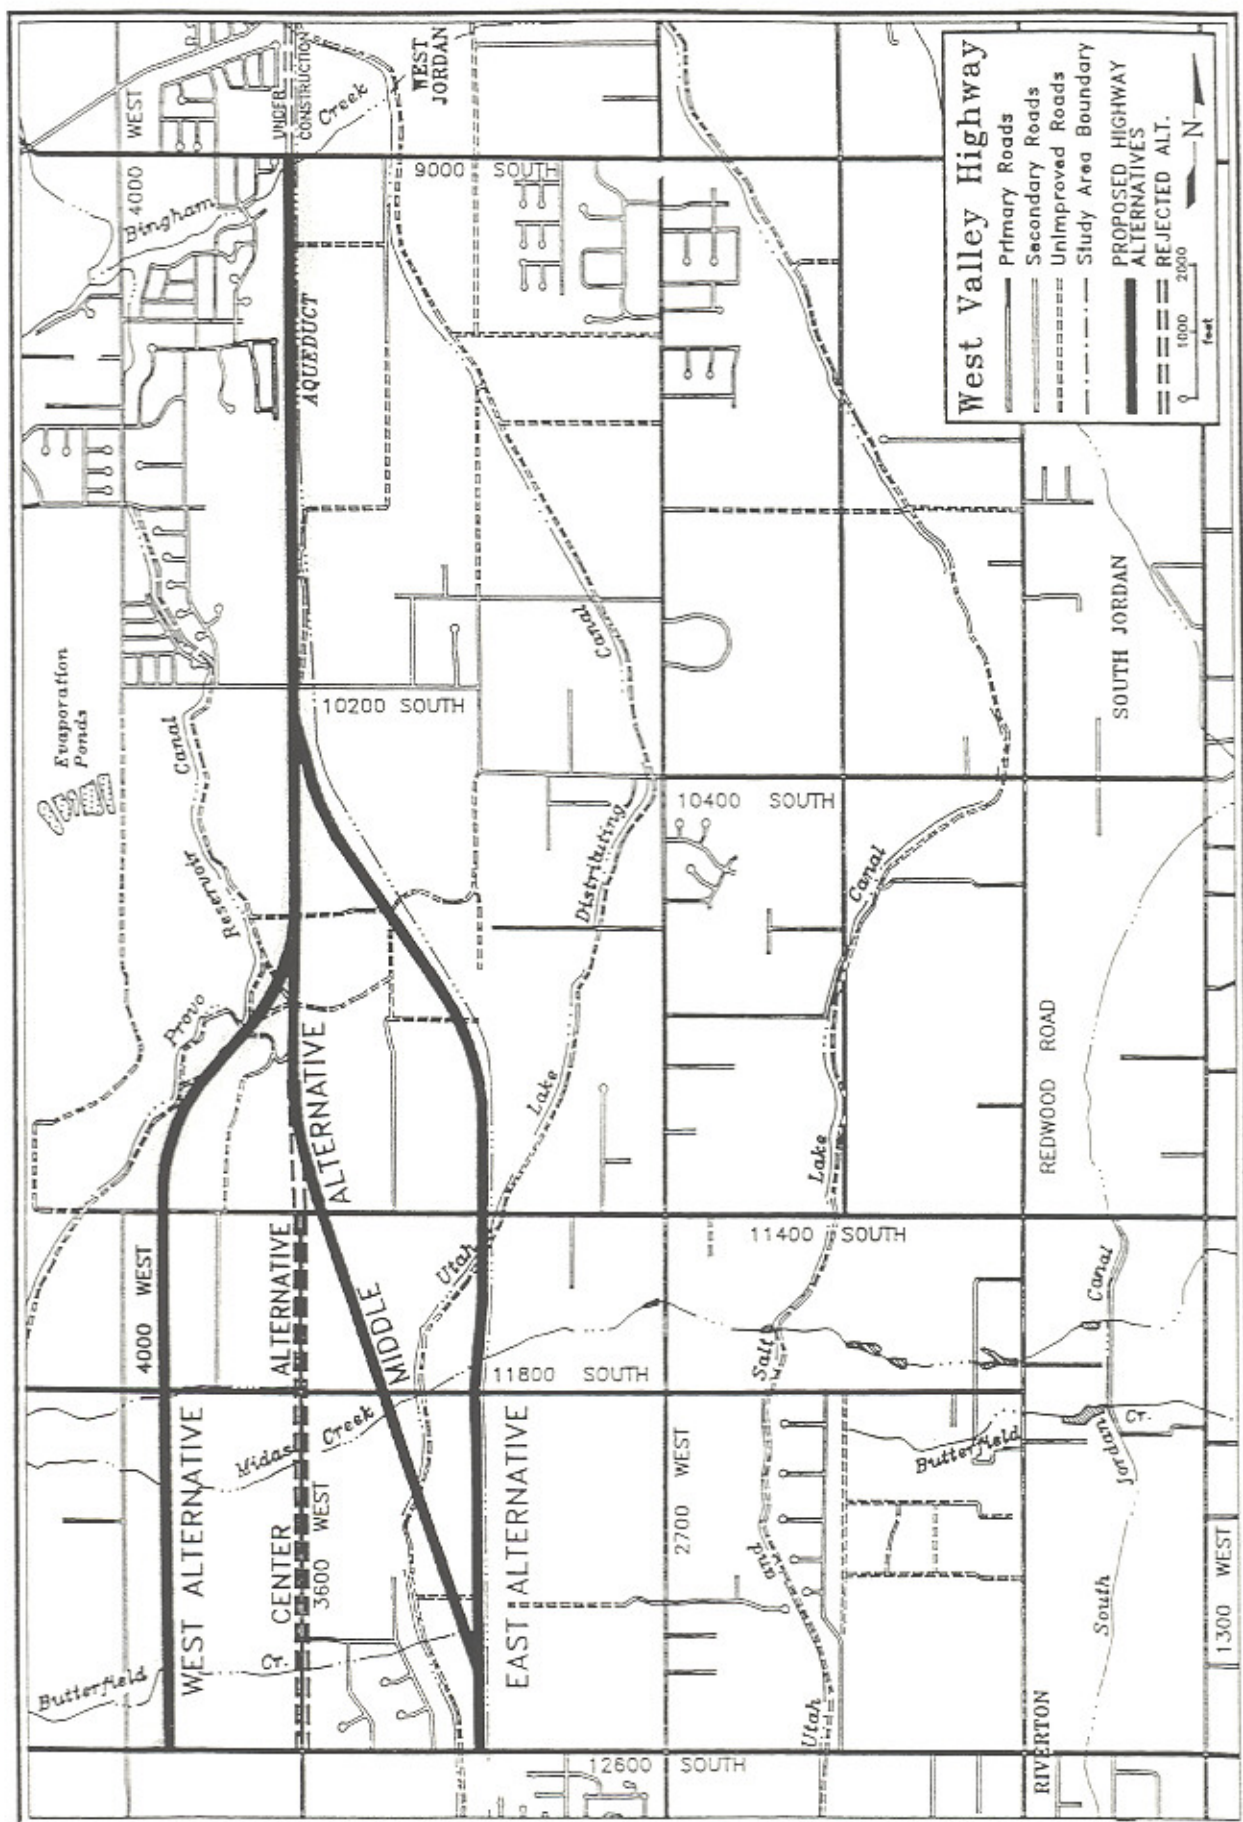 West Valley Highway
Primary Roads
Secondary Roads
Unimproved Roads
Study Area Boundary
PROPOSED HIGHWAY
ALTERNATIVES
REJECTED ALT.
0 1000 2000
feet
N
4000 WEST
UNDER
CONSTRUCTION
Creek
WEST
JORDAN
Bingham
9000 SOUTH
AQUEDUCT
Evaporation
Ponds
Canal
Reservoir
Provo
10200 SOUTH
Canal
Distributing
Lake
Utah
10400 SOUTH
Canal
Lake
Salt
and
Utah
SOUTH JORDAN
REDWOOD ROAD
ALTERNATIVE
MIDDLE
4000 WEST
ALTERNATIVE
CENTER
3600 WEST
11400 SOUTH
11800 SOUTH
WEST ALTERNATIVE
Midas
Creek
EAST ALTERNATIVE
2700 WEST
Butterfield
Cr.
Butterfield
Cr.
Canal
Jordan
South
1300 WEST
12600 SOUTH
RIVERTON